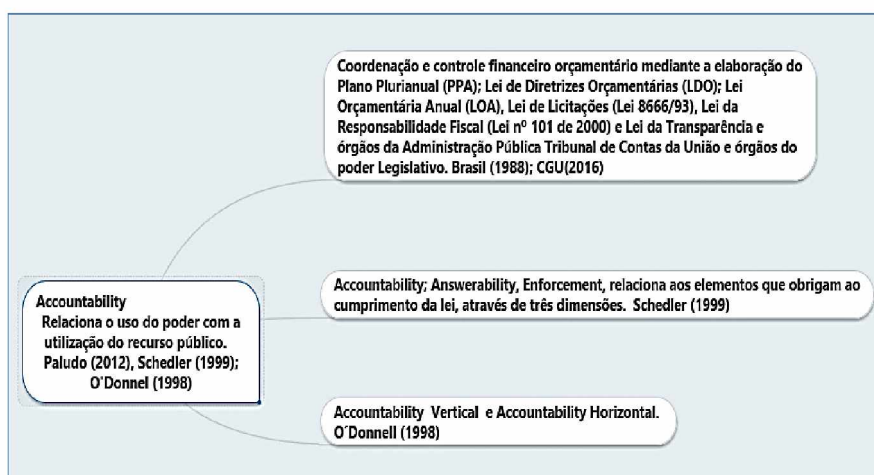 Coordenação e controle financeiro orçamentário mediante a elaboração do
Plano Plurianual (PPA); Lei de Diretrizes Orçamentárias (LDO); Lei
Orçamentária Anual (LOA), Lei de Licitações (Lei 8666/93), Lei da
Responsabilidade Fiscal (Lei nº 101 de 2000) e Lei da Transparência e
órgãos da Administração Pública Tribunal de Contas da União e órgãos do
poder Legislativo. Brasil (1988); CGU(2016)
Accountability
Relaciona o uso do poder com a
utilização do recurso público.
Paludo (2012), Schedler (1999);
O'Donnel (1998)
Accountability; Answerability, Enforcement, relaciona aos elementos que obrigam ao
cumprimento da lei, através de três dimensões. Schedler (1999)
Accountability Vertical e Accountability Horizontal.
O´Donnell (1998)